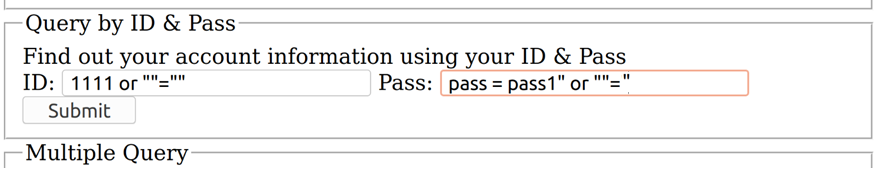 Query by ID & Pass
Find out your account information using your ID & Pass
ID: 1111 or ""="" Pass: pass = pass1" or ""="
Submit
Multiple Query